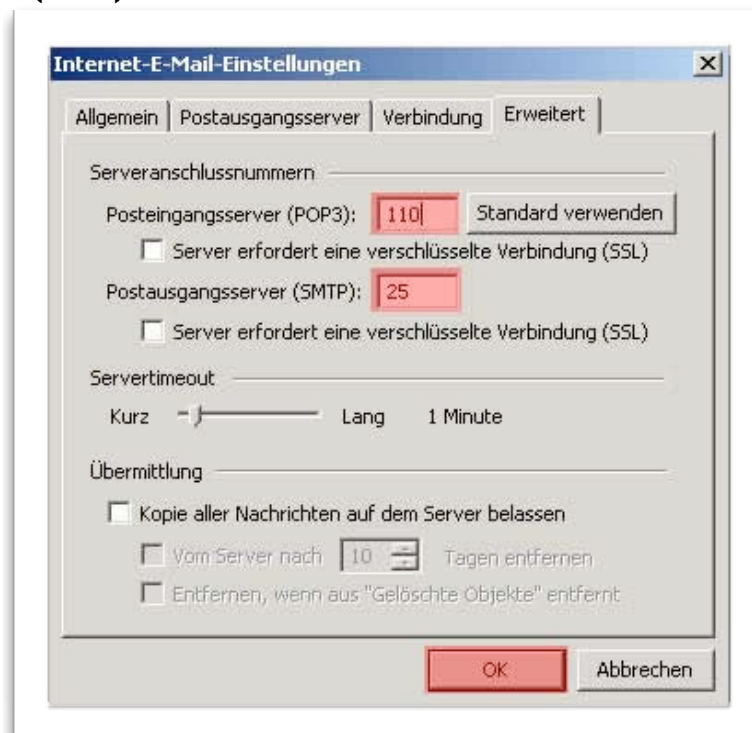 Internet-E-Mail-Einstellungen
Allgemein Postausgangsserver Verbindung Erweitert
Serveranschlussnummern
Posteingangsserver (POP3): 110 Standard verwenden
Server erfordert eine verschlüsselte Verbindung (SSL)
Postausgangsserver (SMTP): 25
Server erfordert eine verschlüsselte Verbindung (SSL)
Servertimeout
Kurz Lang 1 Minute
Übermittlung
Kopie aller Nachrichten auf dem Server belassen
Vom Server nach 10 Tagen entfernen
Entfernen, wenn aus "Gelöschte Objekte" entfernt
OK Abbrechen